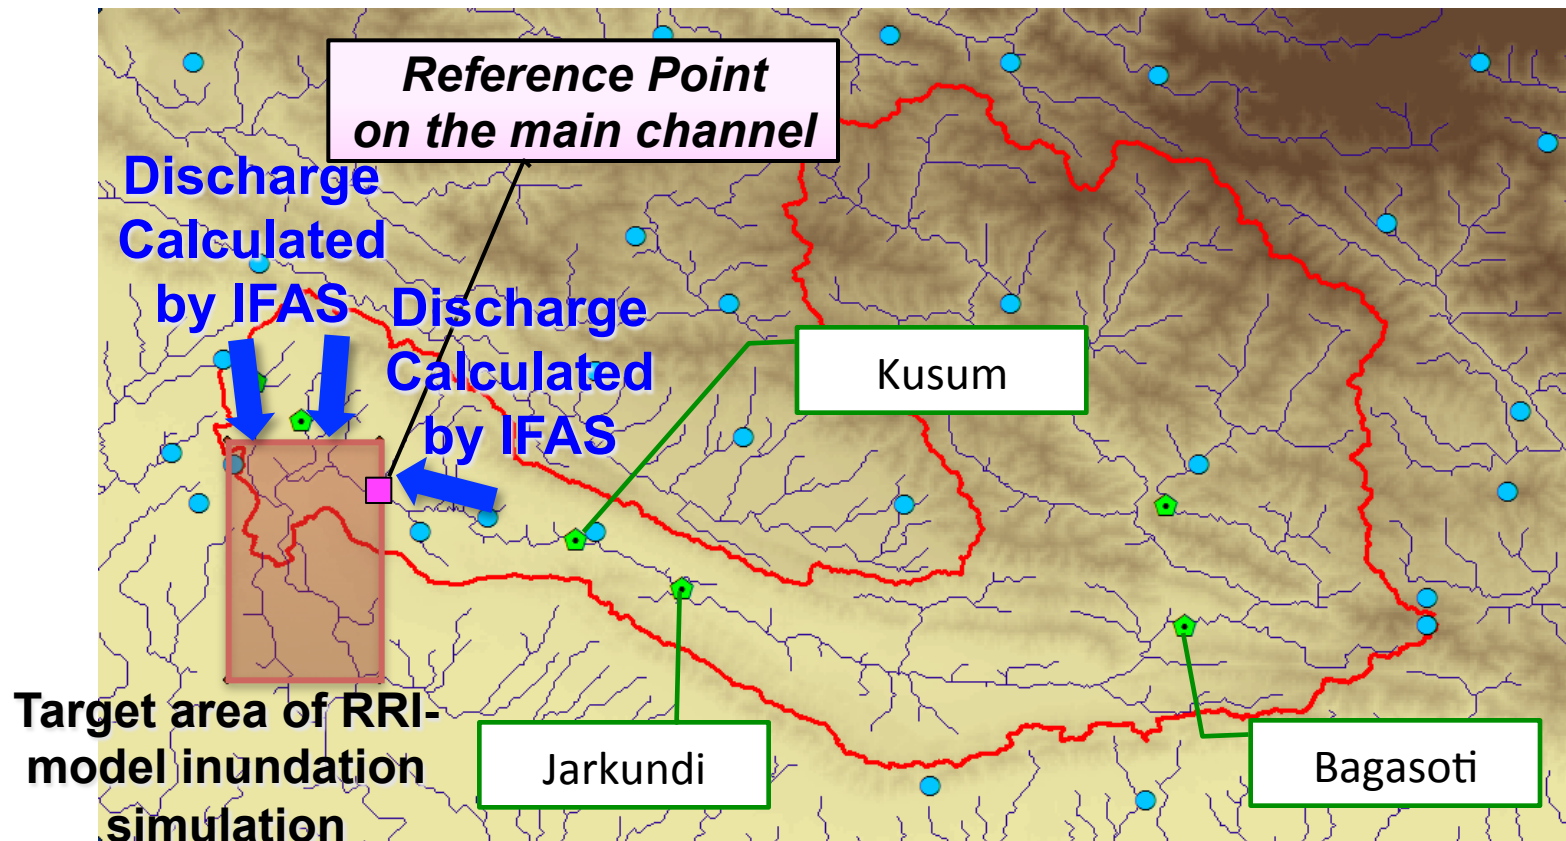 Reference Point
on the main channel
Discharge
Calculated
by IFAS
Discharge
Calculated
by IFAS
Kusum
Target area of RRI-
model inundation
simulation
Jarkundi
Bagasoti